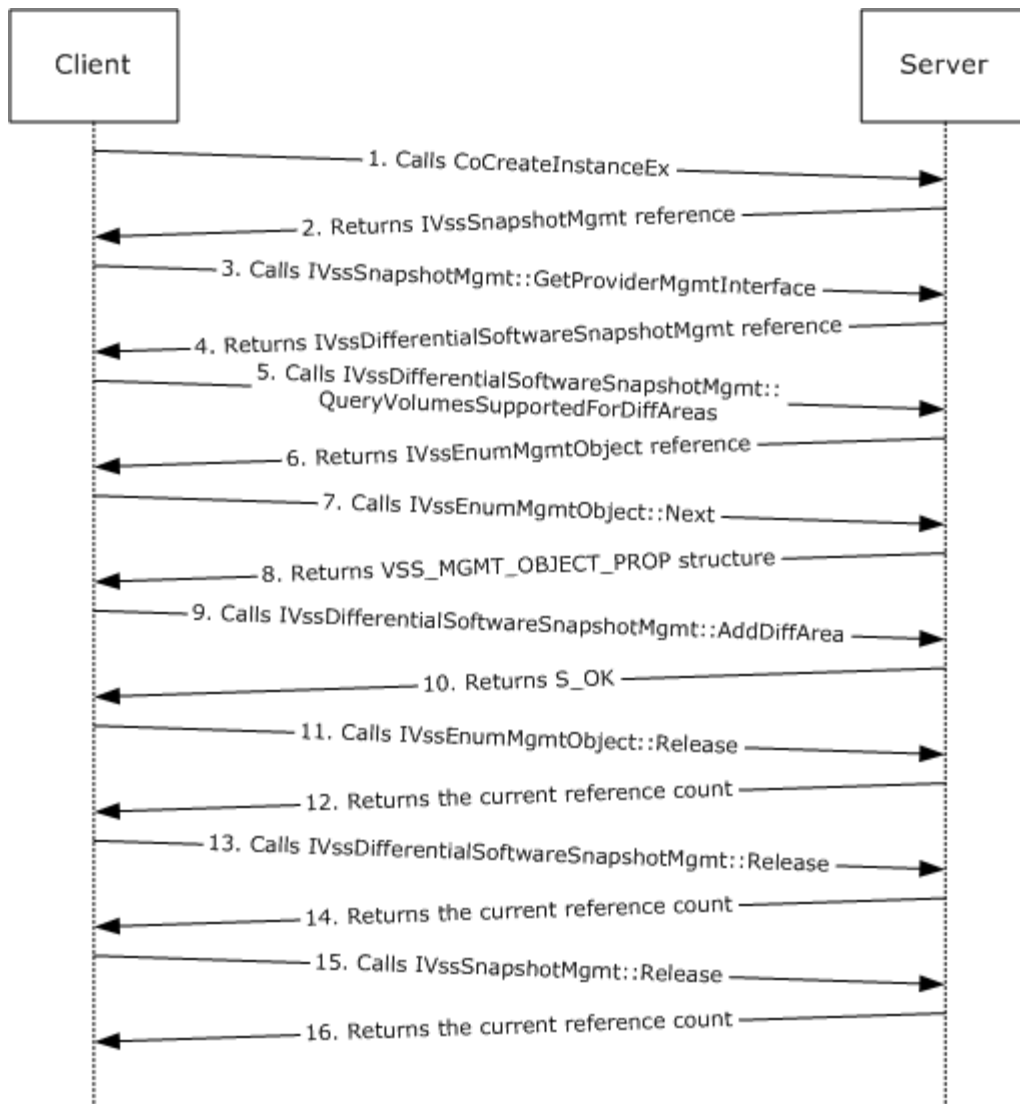 Client
Server
1. Calls CoCreateInstanceEx
2. Returns IVssSnapshotMgmt reference
3. Calls IVssSnapshotMgmt::GetProviderMgmtInterface
4. Returns IVssDifferentialSoftwareSnapshotMgmt reference
5. Calls IVssDifferentialSoftwareSnapshotMgmt::
QueryVolumesSupportedForDiffAreas
6. Returns IVssEnumMgmtObject reference
7. Calls IVssEnumMgmtObject::Next
8. Returns VSS_MGMT_OBJECT_PROP structure
9. Calls IVssDifferentialSoftwareSnapshotMgmt::AddDiffArea
10. Returns S_OK
11. Calls IVssEnumMgmtObject::Release
12. Returns the current reference count
13. Calls IVssDifferentialSoftwareSnapshotMgmt::Release
14. Returns the current reference count
15. Calls IVssSnapshotMgmt::Release
16. Returns the current reference count